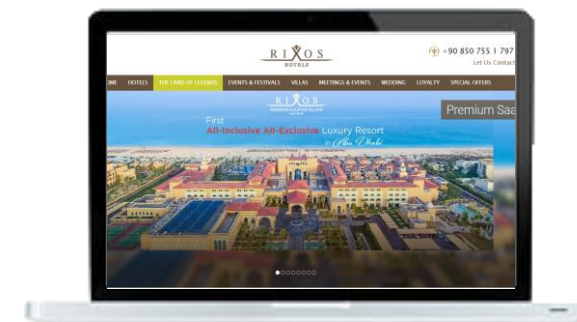 RIXOS
HOTELS
+90 850 755 1 797
Let Us Contact
OME HOTELS THE LAND OF LEGENDS EVENTS & FESTIVALS VILLAS MEETINGS & EVENTS WEDDING LOYALTY SPECIAL OFFERS
RIXOS
Premium Saa
First
All-Inclusive All-Exclusive Luxury Resort
in Abu Dhabi